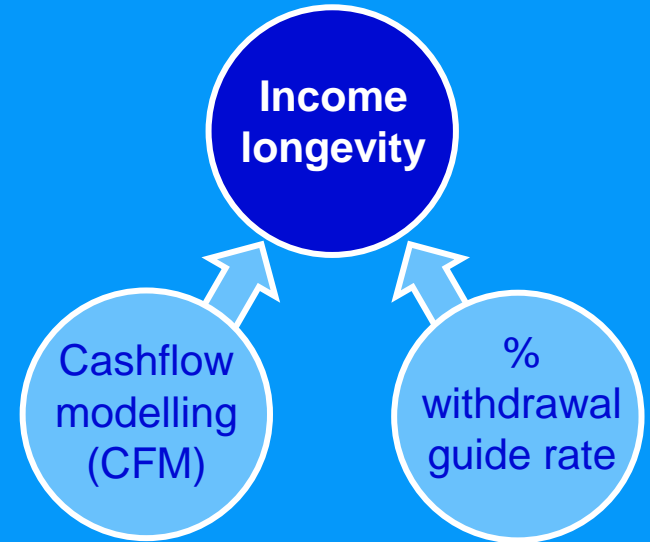 Income
longevity
Cashflow
modelling
(CFM)
%
withdrawal
guide rate